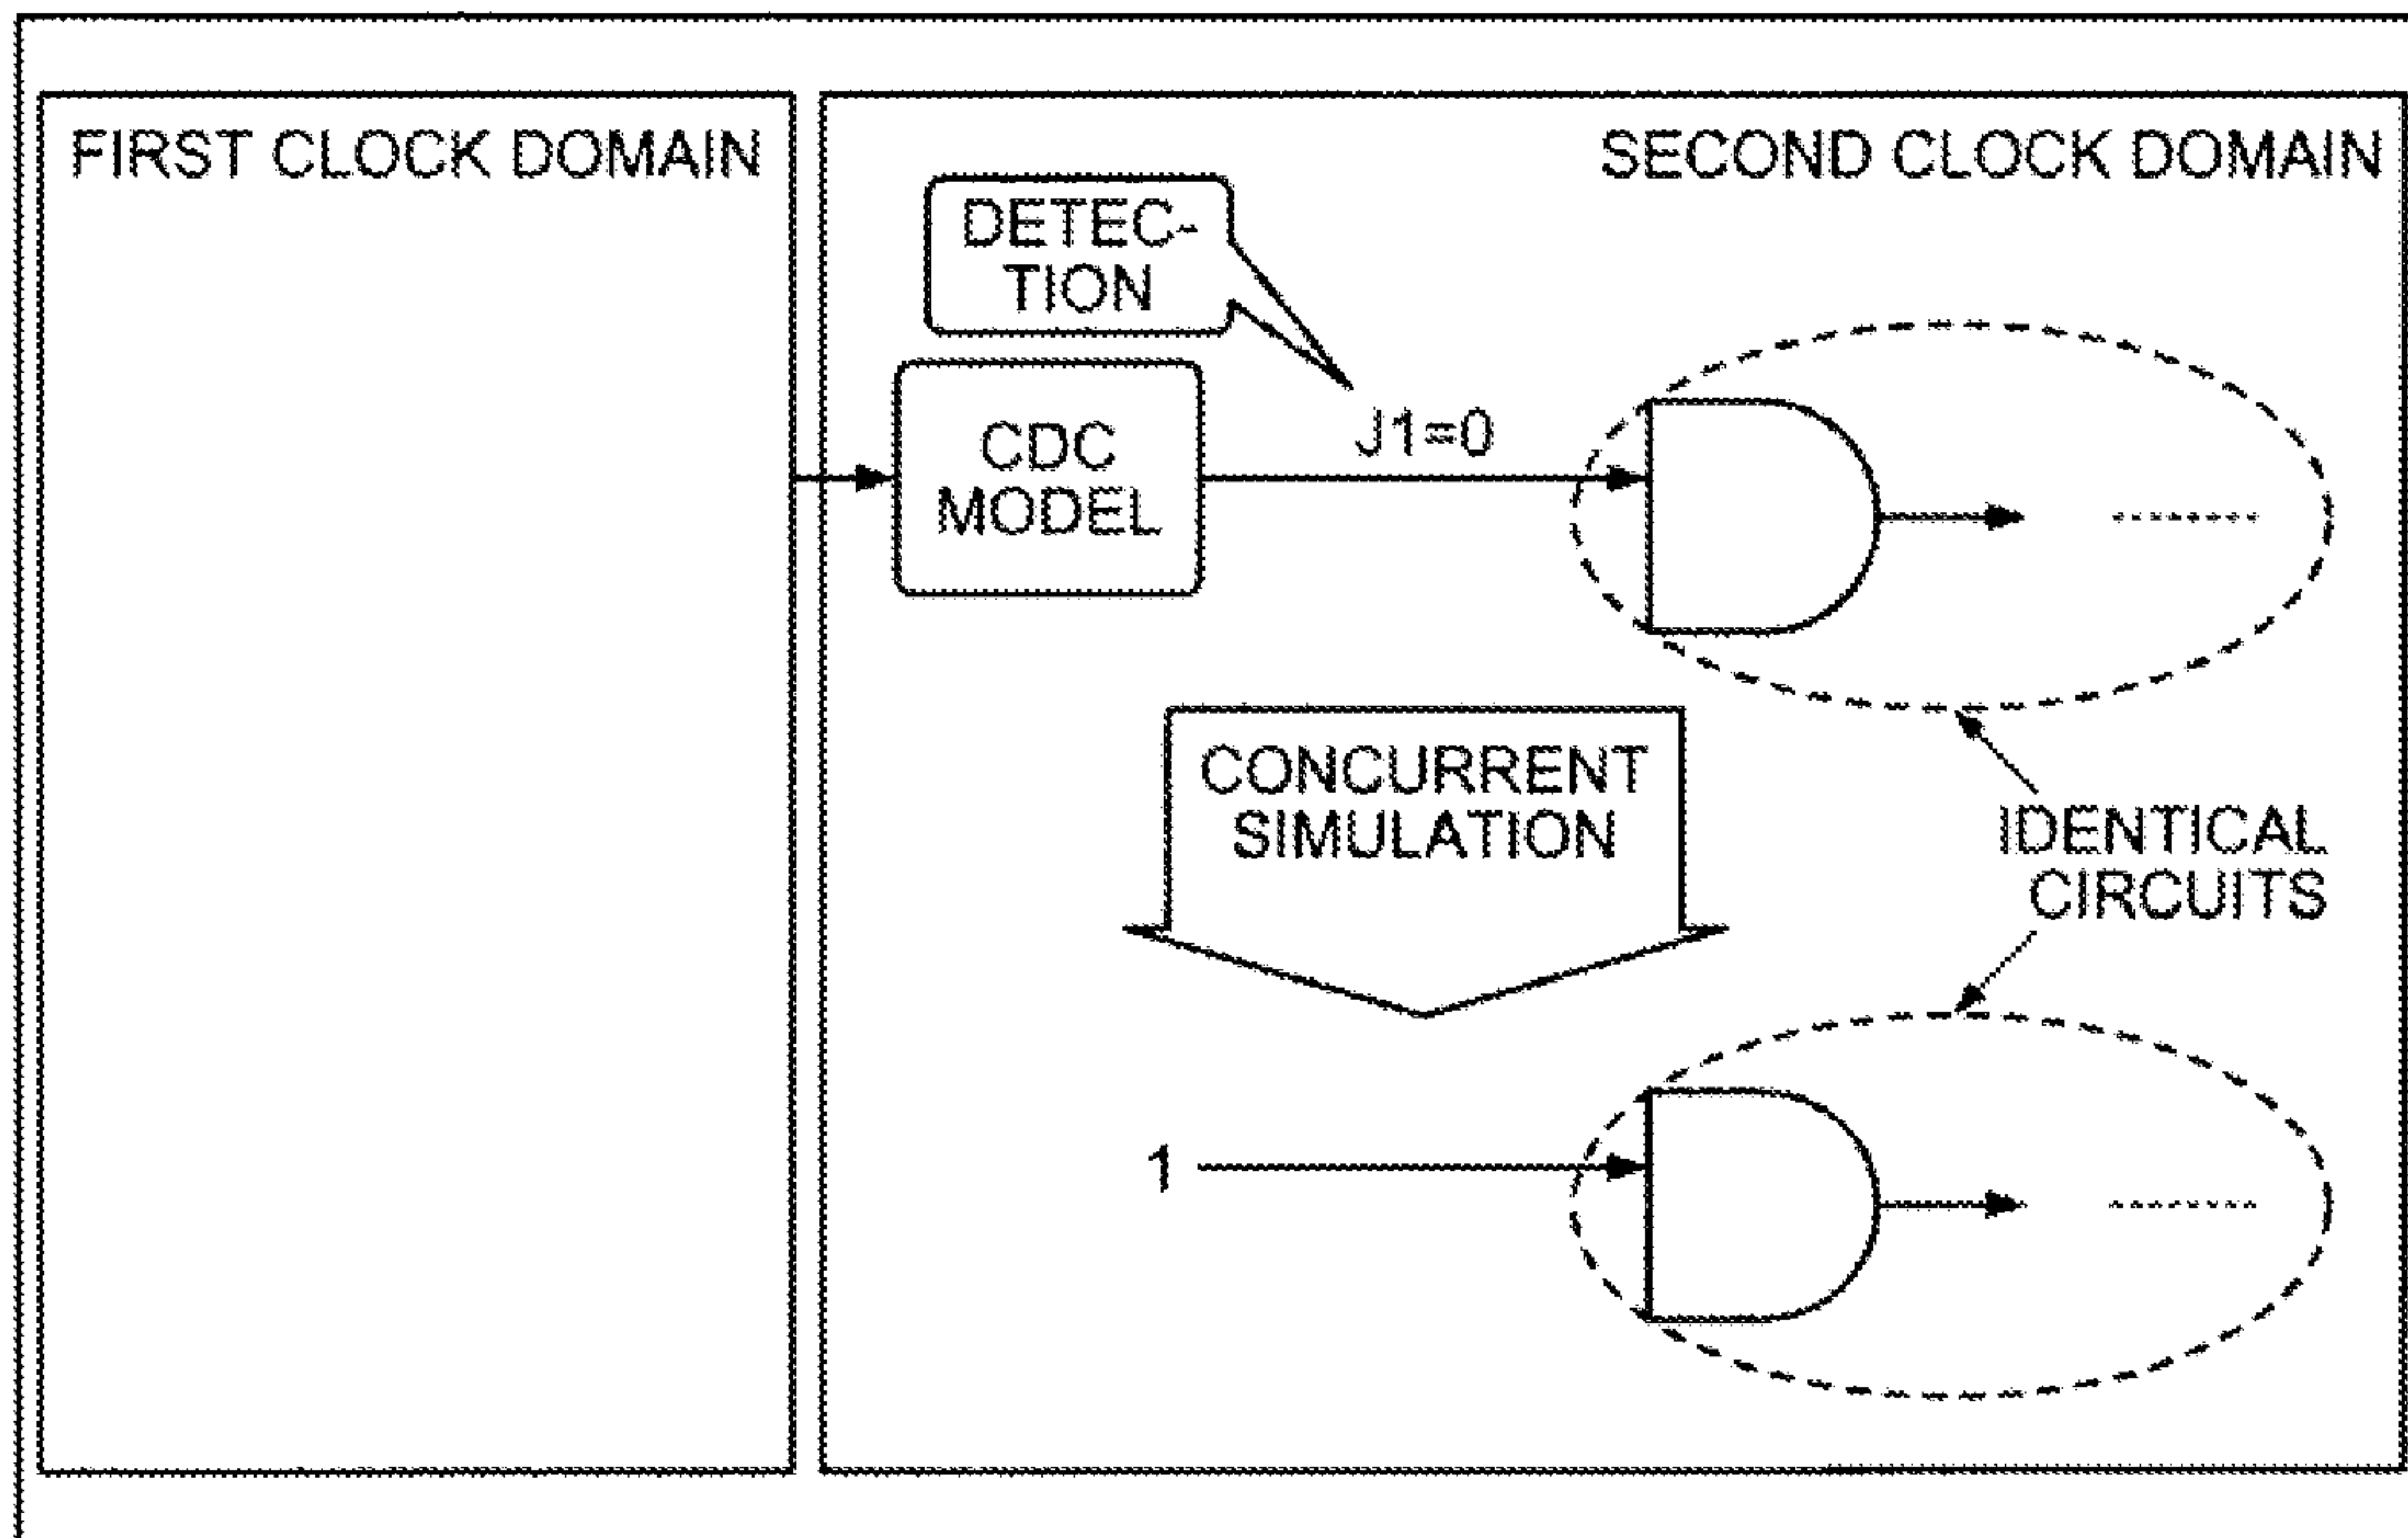 FIRST CLOCK DOMAIN
SECOND CLOCK DOMAIN
DETEC-
TION
CDC
MODEL
J1=0
CONCURRENT
SIMULATION
IDENTICAL
CIRCUITS
1